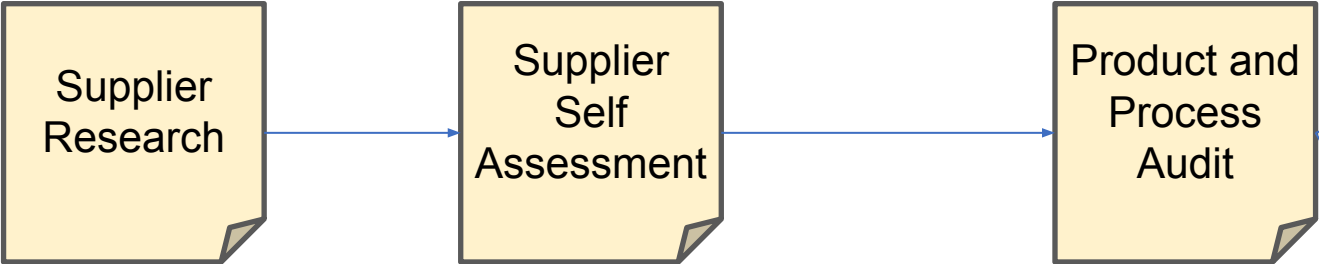 Supplier
Research
Supplier
Self
Assessment
Product and
Process
Audit